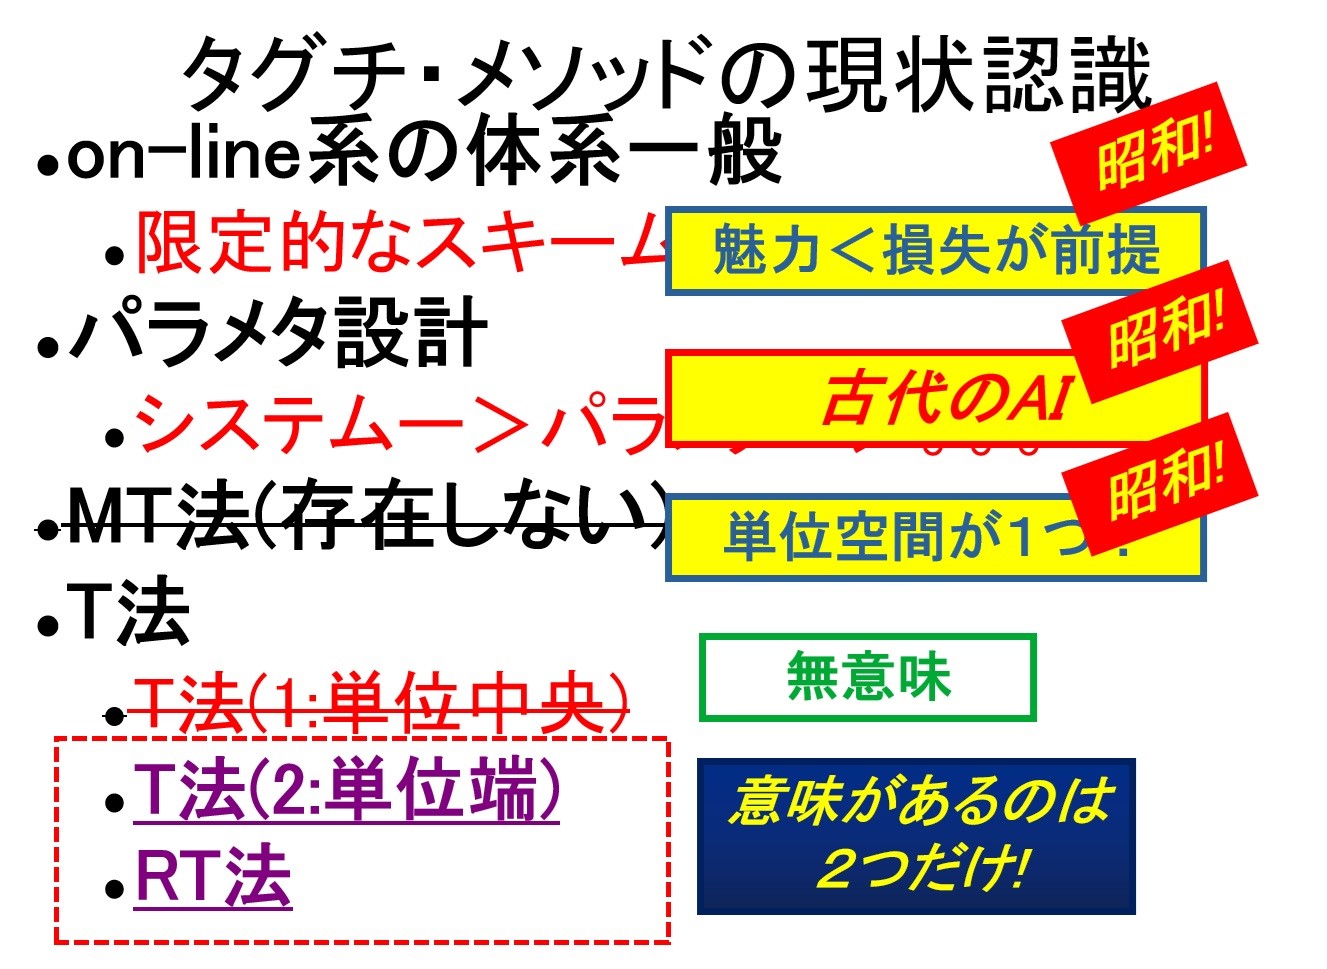 タグチ・メソッドの現状認識
●on-line系の体系一般
昭和!
●限定的なスキーム
魅力＜損失が前提
●パラメタ設計
昭和!
●システムー＞パラ
古代のAI
昭和!
●MT法(存在しない)
単位空間が１つ！
●T法
●T法(1:単位中央)
無意味
●T法(2:単位端)
●RT法
意味があるのは
２つだけ!